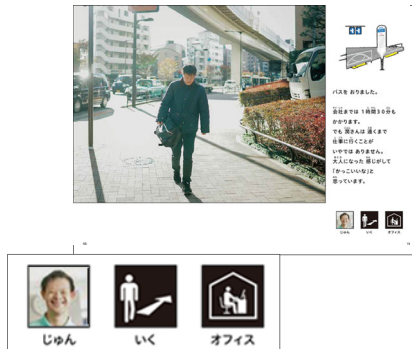 バスを おりました。
会社までは 1時間30分も
かかります。
でも 潤さんは 遠くまで
仕事に行くことが
いやでは ありません。
大人になった 感じがして
「かっこいいな」と
思っています。
じゅん
いく
オフィス
じゅん
いく
オフィス